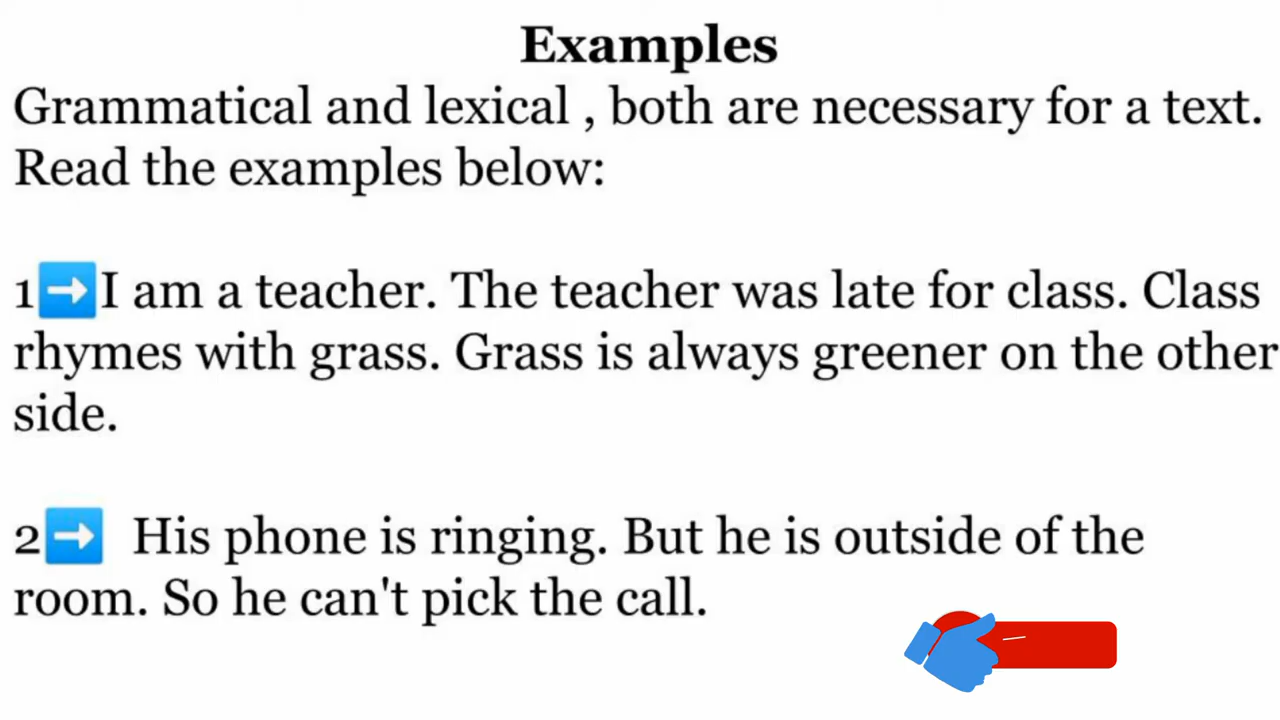 Examples
Grammatical and lexical , both are necessary for a text.
Read the examples below:
1➡️I am a teacher. The teacher was late for class. Class
rhymes with grass. Grass is always greener on the other
side.
2➡️ His phone is ringing. But he is outside of the
room. So he can't pick the call.